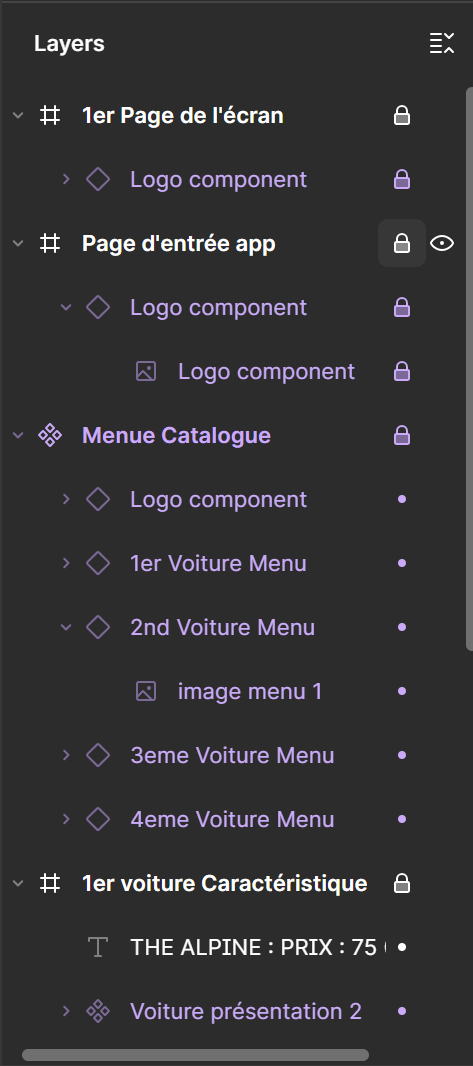 Layers
1er Page de l'écran
Logo component
Page d'entrée app
Logo component
Logo component
Menue Catalogue
Logo component
1er Voiture Menu
2nd Voiture Menu
image menu 1
3eme Voiture Menu
4eme Voiture Menu
1er voiture Caractéristique
THE ALPINE : PRIX : 75
Voiture présentation 2